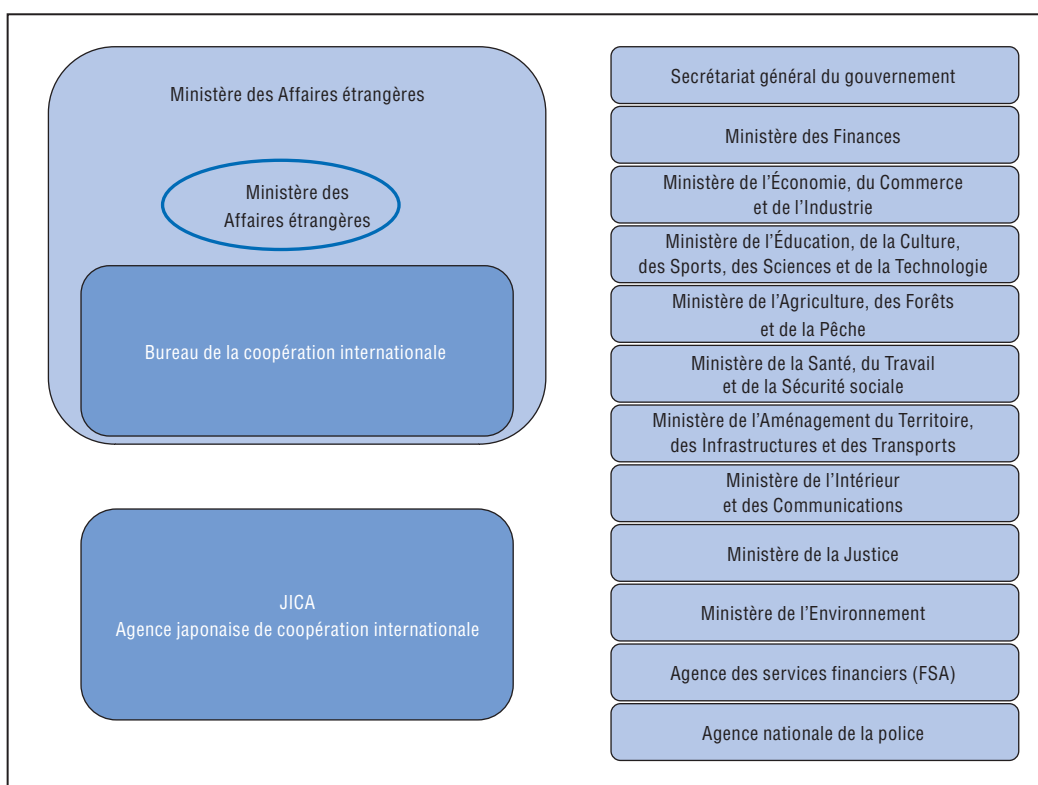 Ministère des Affaires étrangères
Ministère des
Affaires étrangères
Bureau de la coopération internationale
JICA
Agence japonaise de coopération internationale
Secrétariat général du gouvernement
Ministère des Finances
Ministère de l'Économie, du Commerce
et de l'Industrie
Ministère de l'Éducation, de la Culture,
des Sports, des Sciences et de la Technologie
Ministère de l'Agriculture, des Forêts
et de la Pêche
Ministère de la Santé, du Travail
et de la Sécurité sociale
Ministère de l'Aménagement du Territoire,
des Infrastructures et des Transports
Ministère de l'Intérieur
et des Communications
Ministère de la Justice
Ministère de l'Environnement
Agence des services financiers (FSA)
Agence nationale de la police